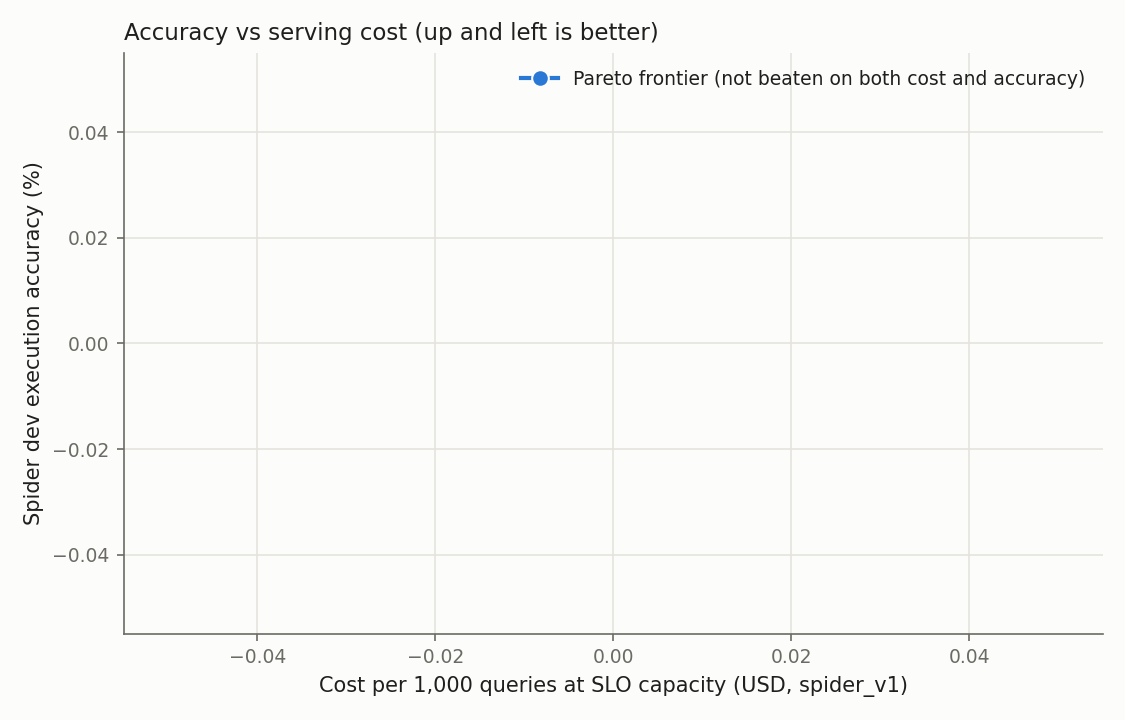 Accuracy vs serving cost (up and left is better)
Pareto frontier (not beaten on both cost and accuracy)
Spider dev execution accuracy (%)
0.04
0.02
0.00
−0.02
−0.04
−0.04
−0.02
0.00
0.02
0.04
Cost per 1,000 queries at SLO capacity (USD, spider_v1)